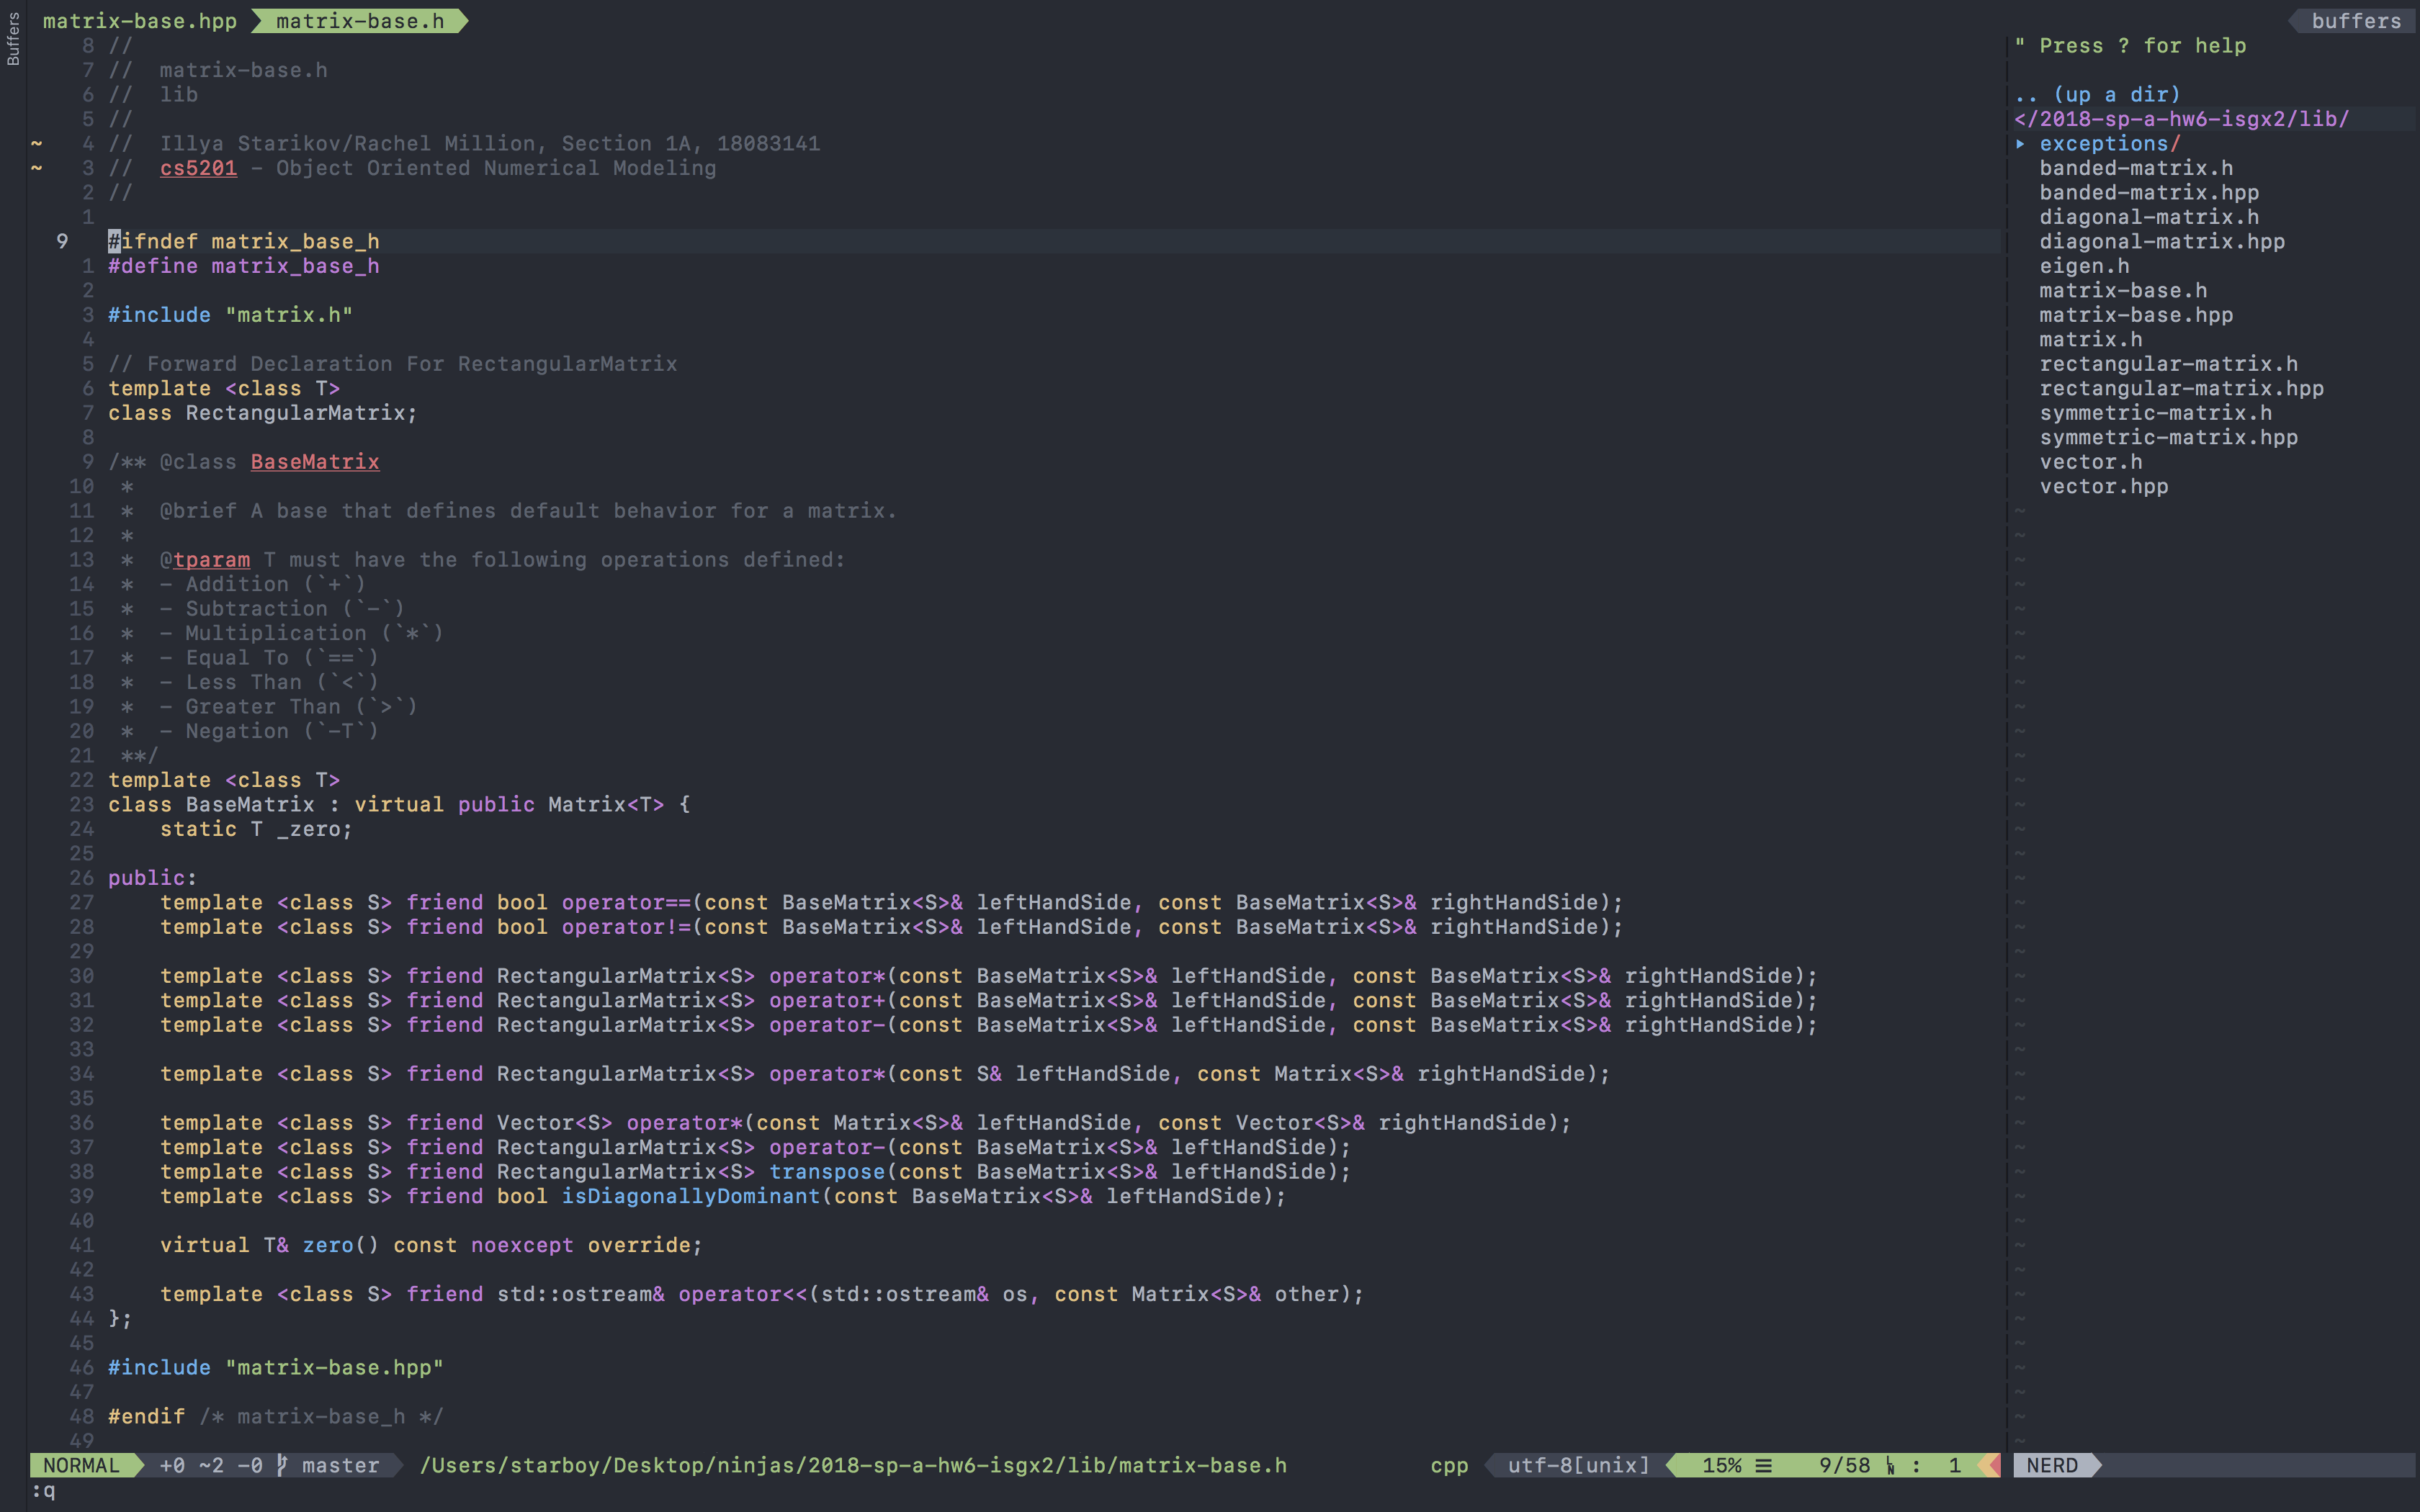 Buffers
matrix-base.hpp matrix-base.h buffers
8 //
7 //  matrix-base.h
6 //  lib
5 //
~ 4 //  Illya Starikov/Rachel Million, Section 1A, 18083141
~ 3 //  cs5201 - Object Oriented Numerical Modeling
2 //
1
9 #ifndef matrix_base_h
1 #define matrix_base_h
2
3 #include "matrix.h"
4
5 // Forward Declaration For RectangularMatrix
6 template <class T>
7 class RectangularMatrix;
8
9 /** @class BaseMatrix
10  *
11  *  @brief A base that defines default behavior for a matrix.
12  *
13  *  @tparam T must have the following operations defined:
14  *  - Addition (`+`)
15  *  - Subtraction (`-`)
16  *  - Multiplication (`*`)
17  *  - Equal To (`==`)
18  *  - Less Than (`<`)
19  *  - Greater Than (`>`)
20  *  - Negation (`-T`)
21  **/
22 template <class T>
23 class BaseMatrix : virtual public Matrix<T> {
24     static T _zero;
25
26 public:
27     template <class S> friend bool operator==(const BaseMatrix<S>& leftHandSide, const BaseMatrix<S>& rightHandSide);
28     template <class S> friend bool operator!=(const BaseMatrix<S>& leftHandSide, const BaseMatrix<S>& rightHandSide);
29
30     template <class S> friend RectangularMatrix<S> operator*(const BaseMatrix<S>& leftHandSide, const BaseMatrix<S>& rightHandSide);
31     template <class S> friend RectangularMatrix<S> operator+(const BaseMatrix<S>& leftHandSide, const BaseMatrix<S>& rightHandSide);
32     template <class S> friend RectangularMatrix<S> operator-(const BaseMatrix<S>& leftHandSide, const BaseMatrix<S>& rightHandSide);
33
34     template <class S> friend RectangularMatrix<S> operator*(const S& leftHandSide, const Matrix<S>& rightHandSide);
35
36     template <class S> friend Vector<S> operator*(const Matrix<S>& leftHandSide, const Vector<S>& rightHandSide);
37     template <class S> friend RectangularMatrix<S> operator-(const BaseMatrix<S>& leftHandSide);
38     template <class S> friend RectangularMatrix<S> transpose(const BaseMatrix<S>& leftHandSide);
39     template <class S> friend bool isDiagonallyDominant(const BaseMatrix<S>& leftHandSide);
40
41     virtual T& zero() const noexcept override;
42
43     template <class S> friend std::ostream& operator<<(std::ostream& os, const Matrix<S>& other);
44 };
45
46 #include "matrix-base.hpp"
47
48 #endif /* matrix-base_h */
49
" Press ? for help
.. (up a dir)
</2018-sp-a-hw6-isgx2/lib/
▸ exceptions/
banded-matrix.h
banded-matrix.hpp
diagonal-matrix.h
diagonal-matrix.hpp
eigen.h
matrix-base.h
matrix-base.hpp
matrix.h
rectangular-matrix.h
rectangular-matrix.hpp
symmetric-matrix.h
symmetric-matrix.hpp
vector.h
vector.hpp
NORMAL +0 ~2 -0 master /Users/starboy/Desktop/ninjas/2018-sp-a-hw6-isgx2/lib/matrix-base.h cpp utf-8[unix] 15% ☰ 9/58 : 1 NERD
:q